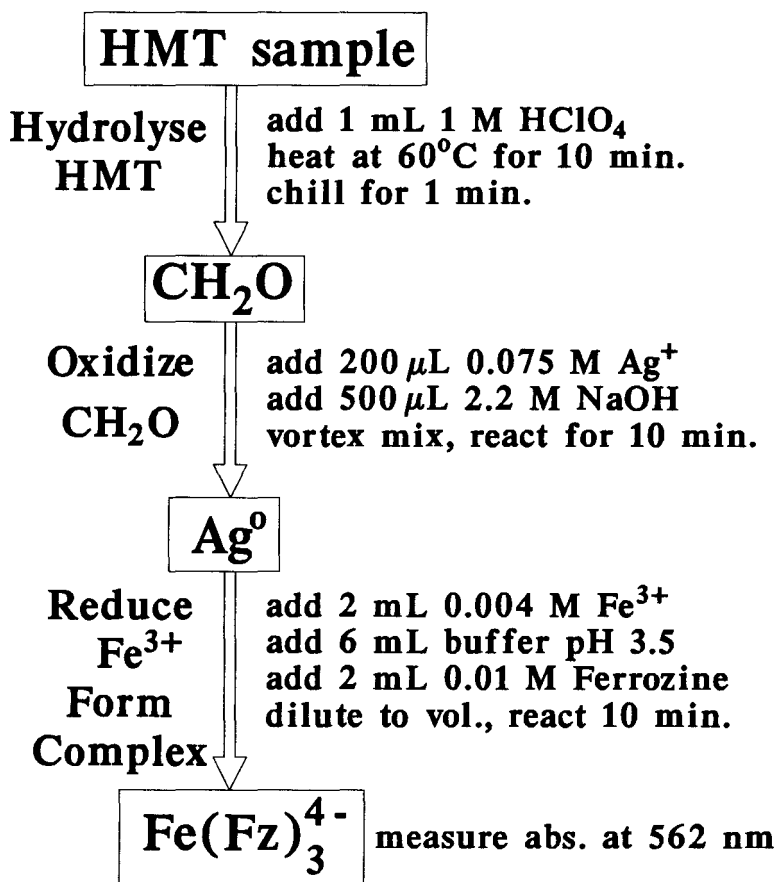 HMT sample
Hydrolyse
HMT
add 1 mL 1 M HClO₄
heat at 60°C for 10 min.
chill for 1 min.
CH₂O
Oxidize
CH₂O
add 200 μL 0.075 M Ag⁺
add 500 μL 2.2 M NaOH
vortex mix, react for 10 min.
Ag⁰
Reduce
Fe³⁺
Form
Complex
add 2 mL 0.004 M Fe³⁺
add 6 mL buffer pH 3.5
add 2 mL 0.01 M Ferrozine
dilute to vol., react 10 min.
Fe(Fz)₃⁴⁻ measure abs. at 562 nm